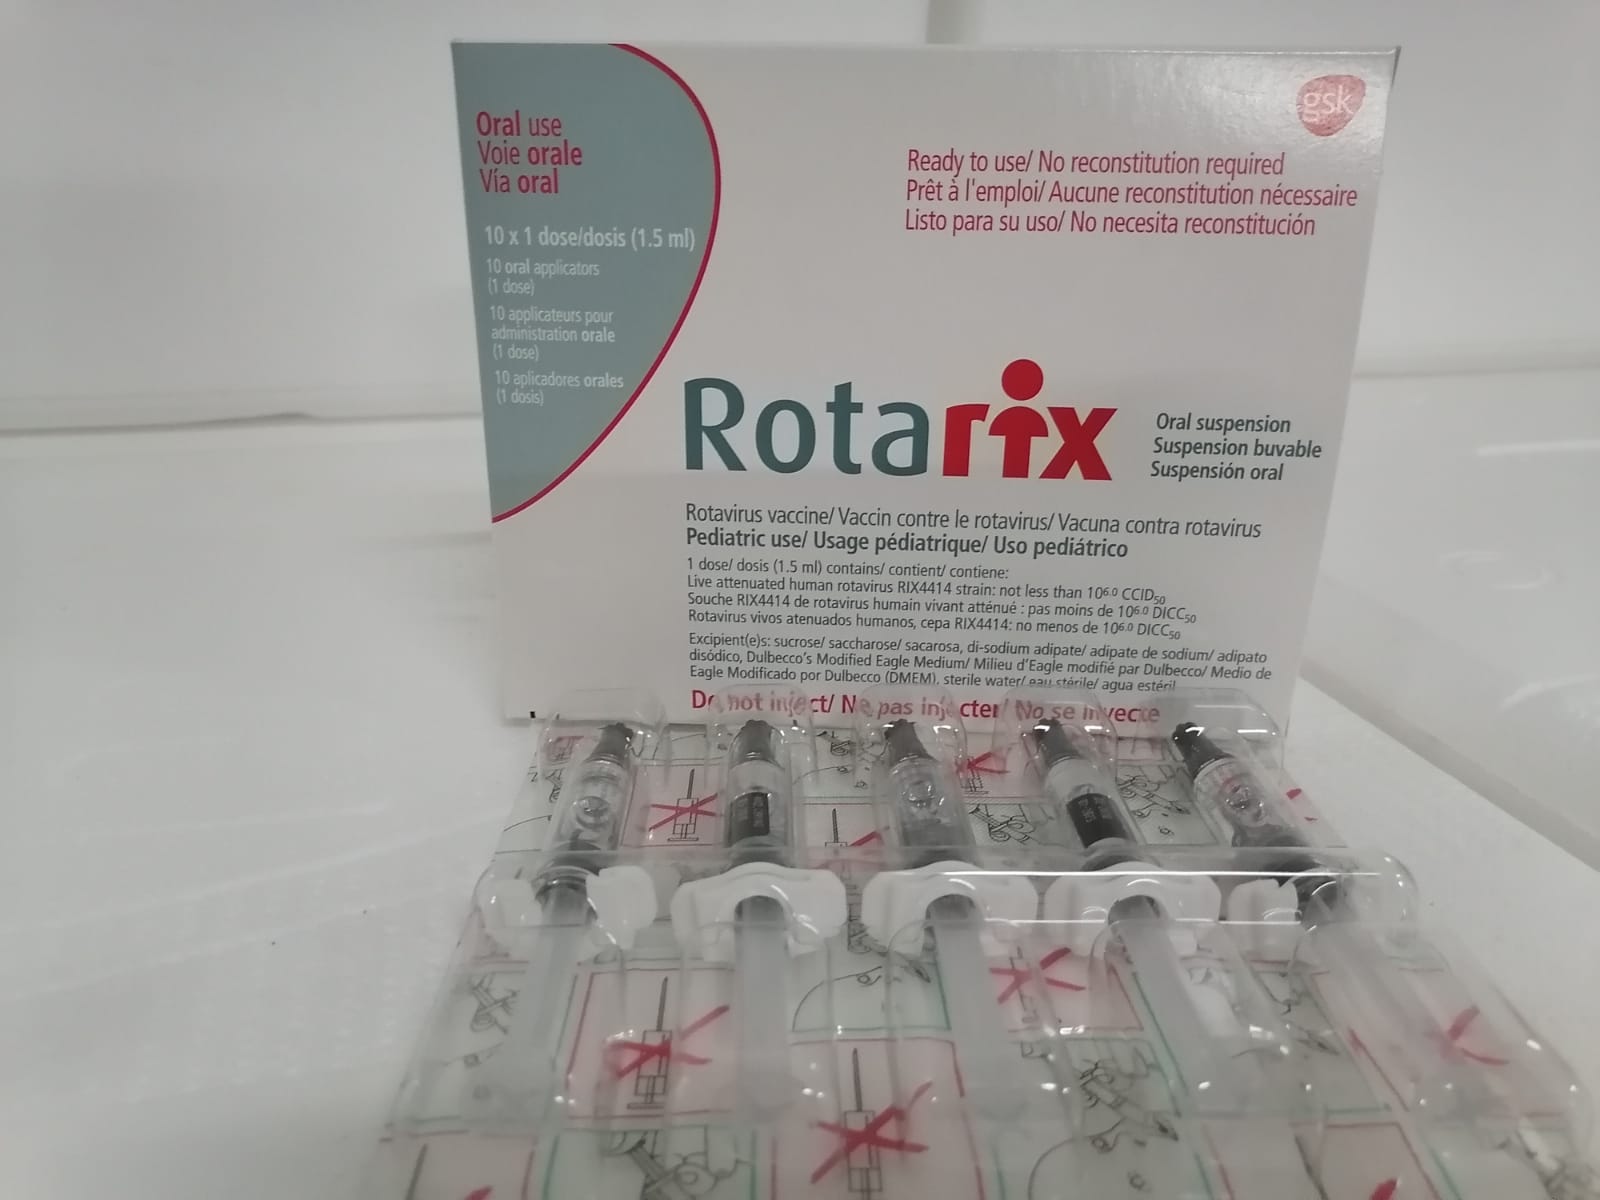 gsk
Oral use
Voie orale
Vía oral
10 x 1 dose/dosis (1.5 ml)
10 oral applicators
(1 dose)
10 applicateurs pour
administration orale
(1 dose)
10 aplicadores orales
(1 dosis)
Ready to use/ No reconstitution required
Prêt à l'emploi/ Aucune reconstitution nécessaire
Listo para su uso/ No necesita reconstitución
Rotarix
Oral suspension
Suspension buvable
Suspensión oral
Rotavirus vaccine/ Vaccin contre le rotavirus/ Vacuna contra rotavirus
Pediatric use/ Usage pédiatrique/ Uso pediátrico
1 dose/ dosis (1.5 ml) contains/ contient/ contiene:
Live attenuated human rotavirus RIX4414 strain: not less than 10⁶·⁰ CCID₅₀
Souche RIX4414 de rotavirus humain vivant atténué : pas moins de 10⁶·⁰ DICC₅₀
Rotavirus vivos atenuados humanos, cepa RIX4414: no menos de 10⁶·⁰ DICC₅₀
Excipient(e)s: sucrose/ saccharose/ sacarosa, di-sodium adipate/ adipate de sodium/ adipato
disódico, Dulbecco's Modified Eagle Medium/ Milieu d'Eagle modifié par Dulbecco/ Medio de
Eagle Modificado por Dulbecco (DMEM), sterile water/ eau stérile/ agua estéril
Do not inject/ Ne pas injecter/ No se inyecte